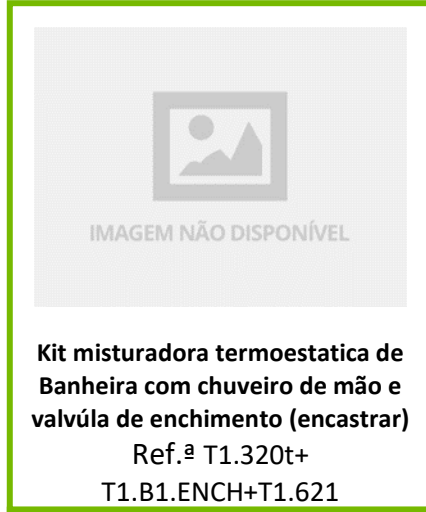 IMAGEM NÃO DISPONÍVEL
Kit misturadora termoestatica de
Banheira com chuveiro de mão e
valvúla de enchimento (encastrar)
Ref.ª T1.320t+
T1.B1.ENCH+T1.621